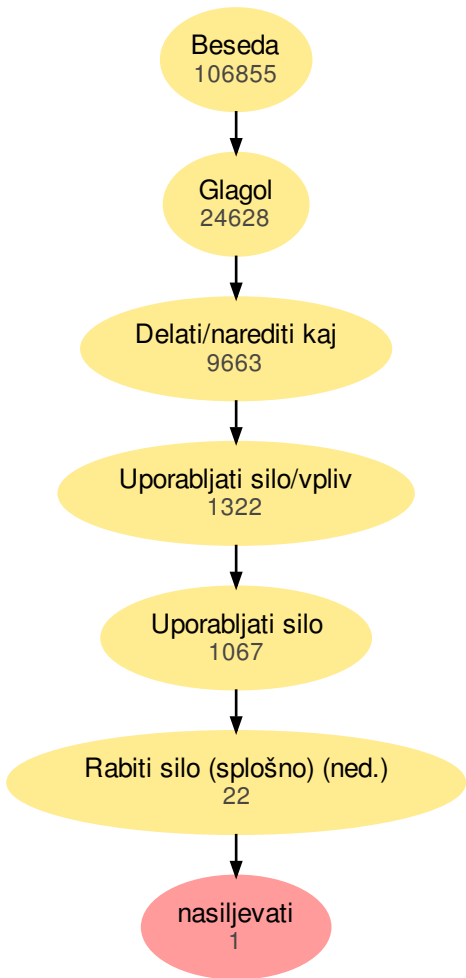 Beseda
106855
Glagol
24628
Delati/narediti kaj
9663
Uporabljati silo/vpliv
1322
Uporabljati silo
1067
Rabiti silo (splošno) (ned.)
22
nasiljevati
1